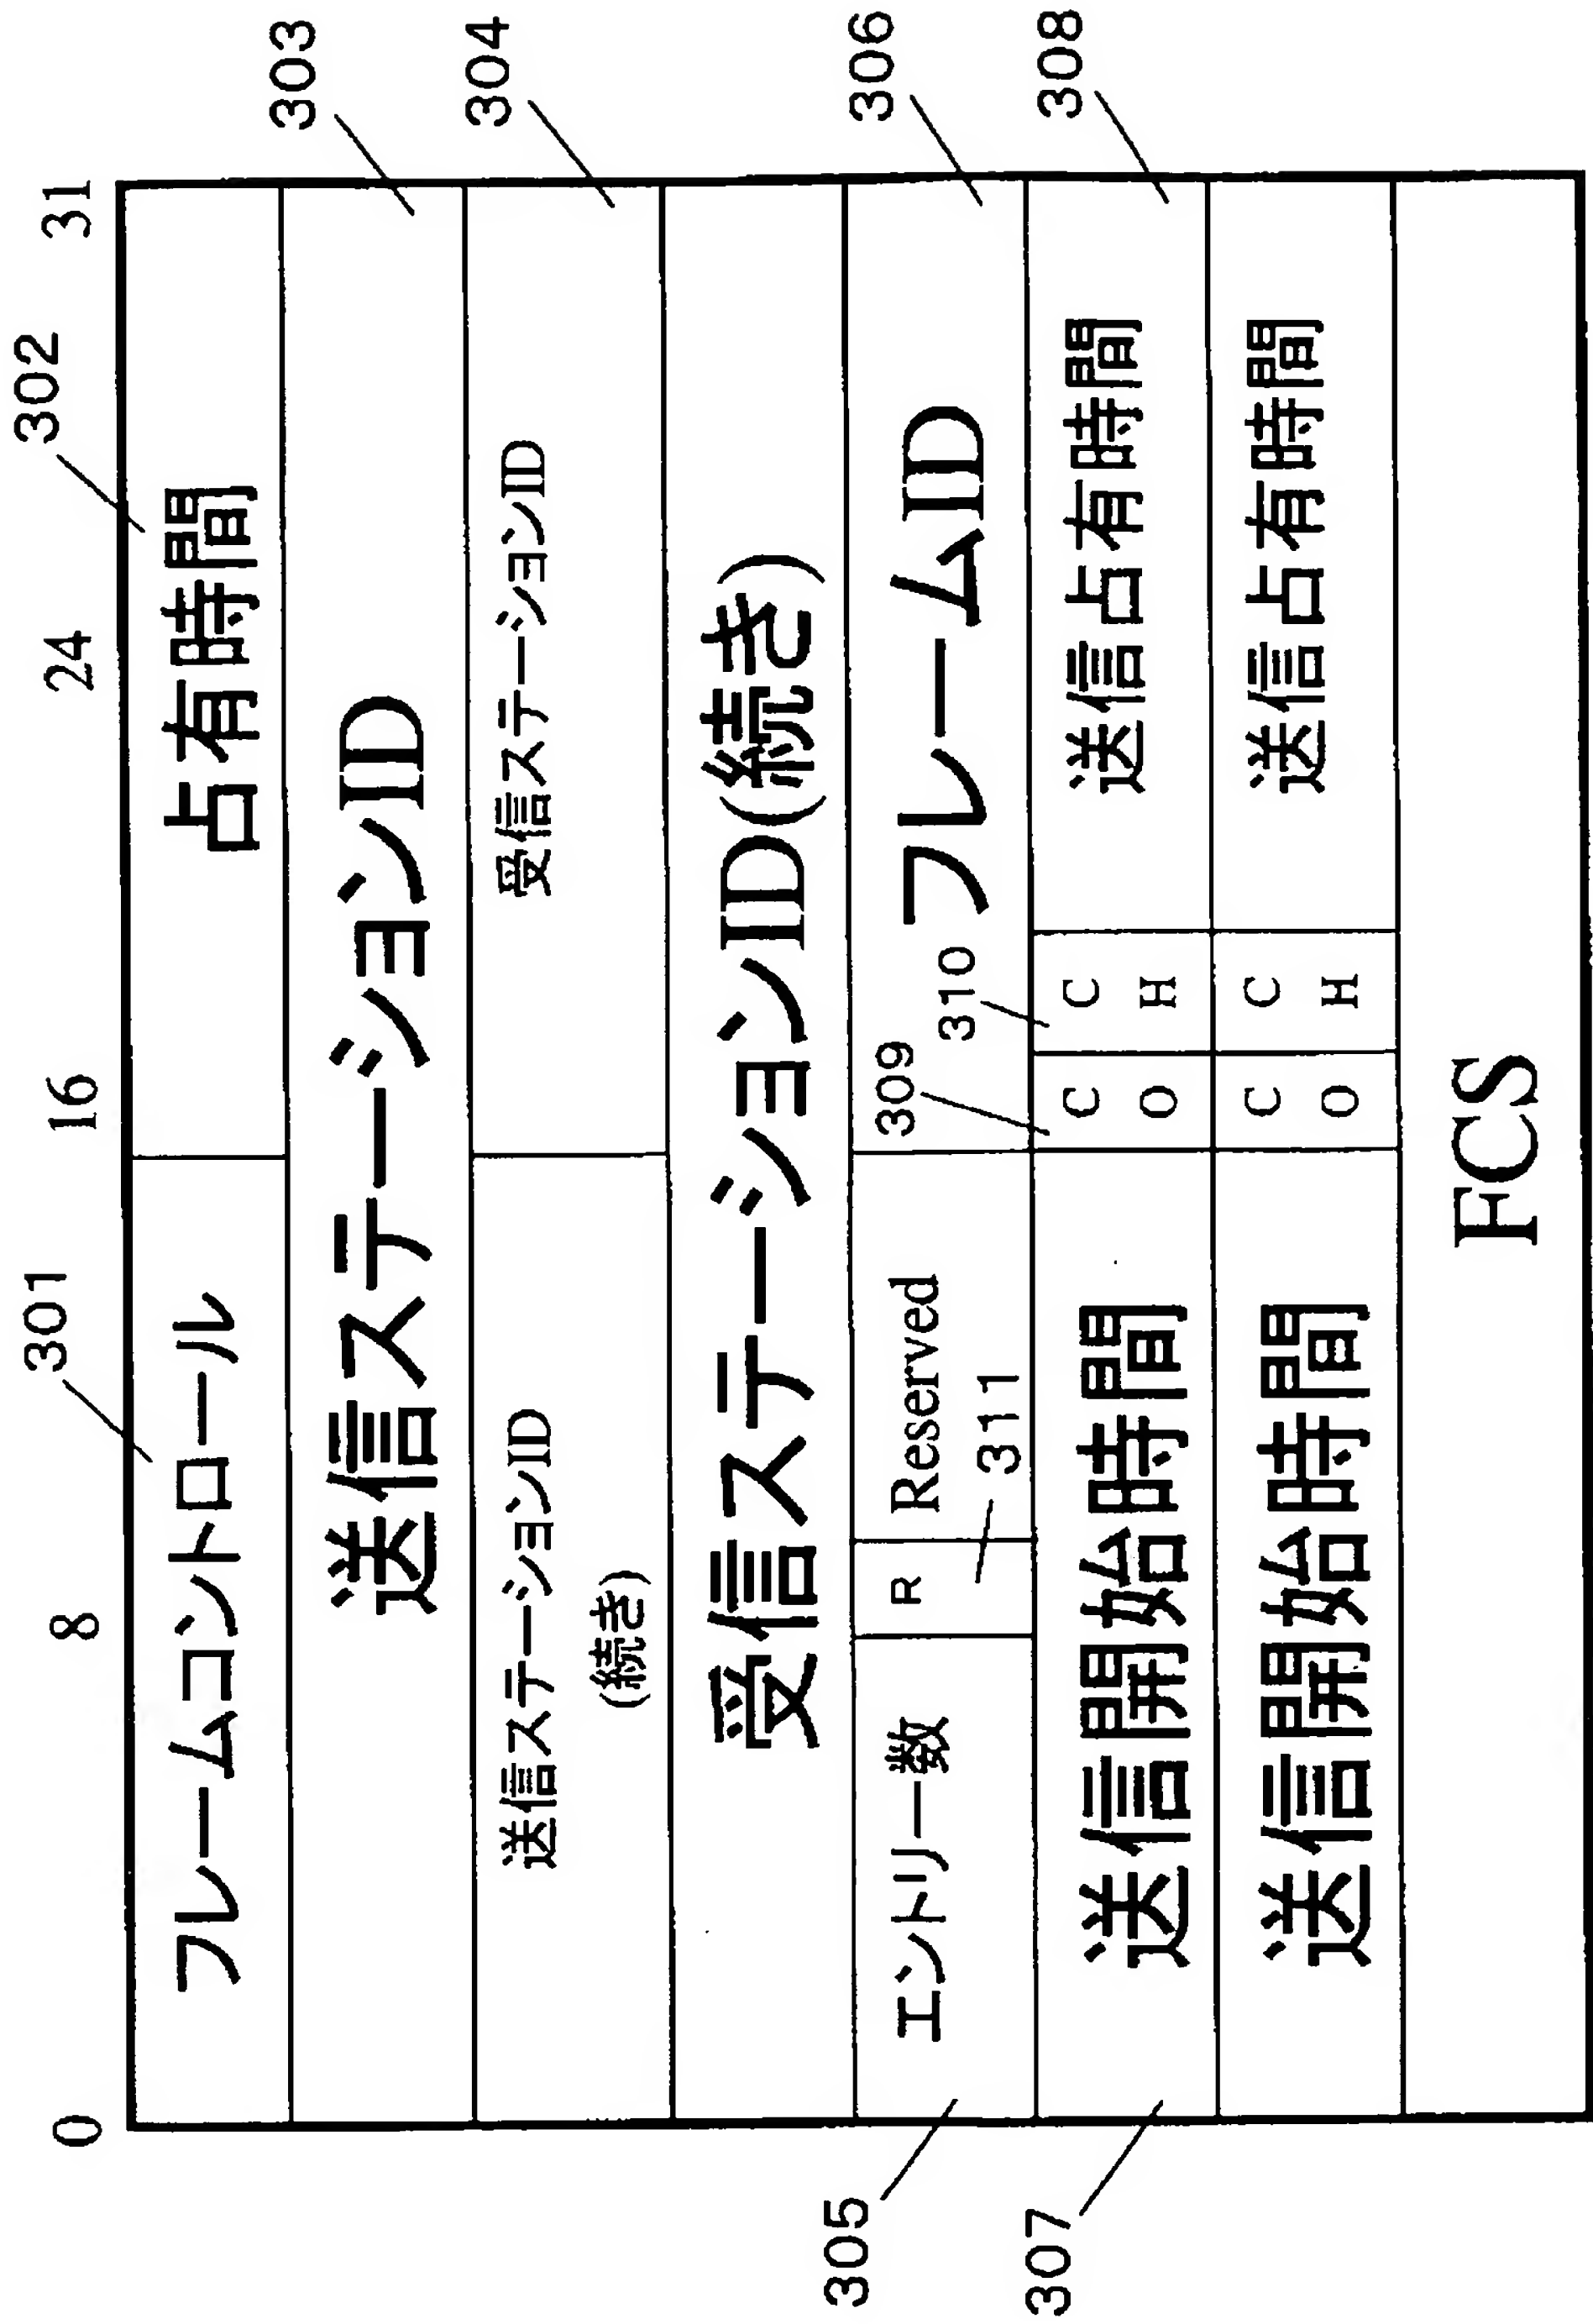 0 8 16 24 31
301 302
フレームコントロール 占有時間
送信ステーションID 303
送信ステーションID 受信ステーションID 304
(続き)
受信ステーションID(続き)
305 エントリー数 R Reserved 309 310 フレームID 306
311
307 送信開始時間 C O C H 送信占有時間 308
送信開始時間 C O C H 送信占有時間
FCS